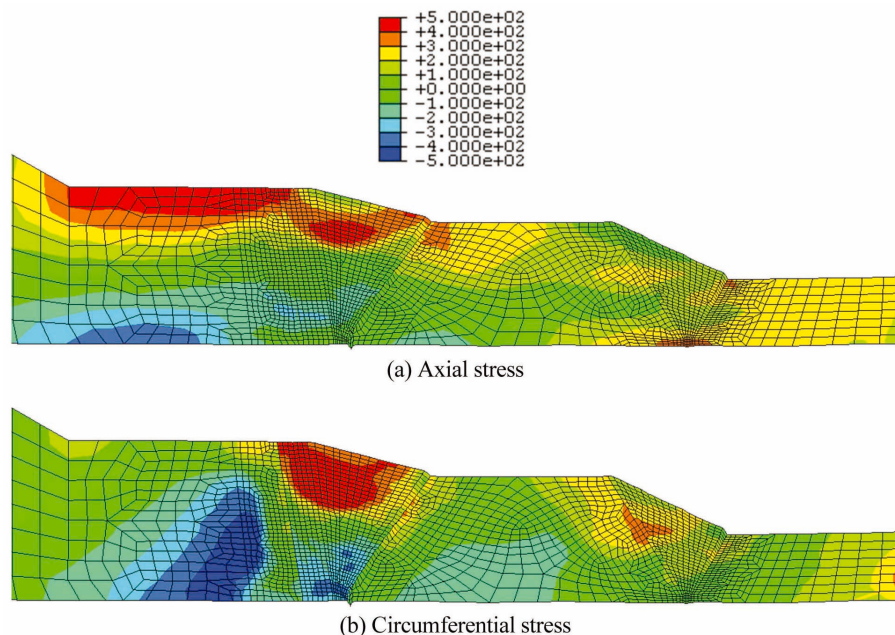 +5.000e+02
+4.000e+02
+3.000e+02
+2.000e+02
+1.000e+02
+0.000e+00
-1.000e+02
-2.000e+02
-3.000e+02
-4.000e+02
-5.000e+02
(a) Axial stress
(b) Circumferential stress